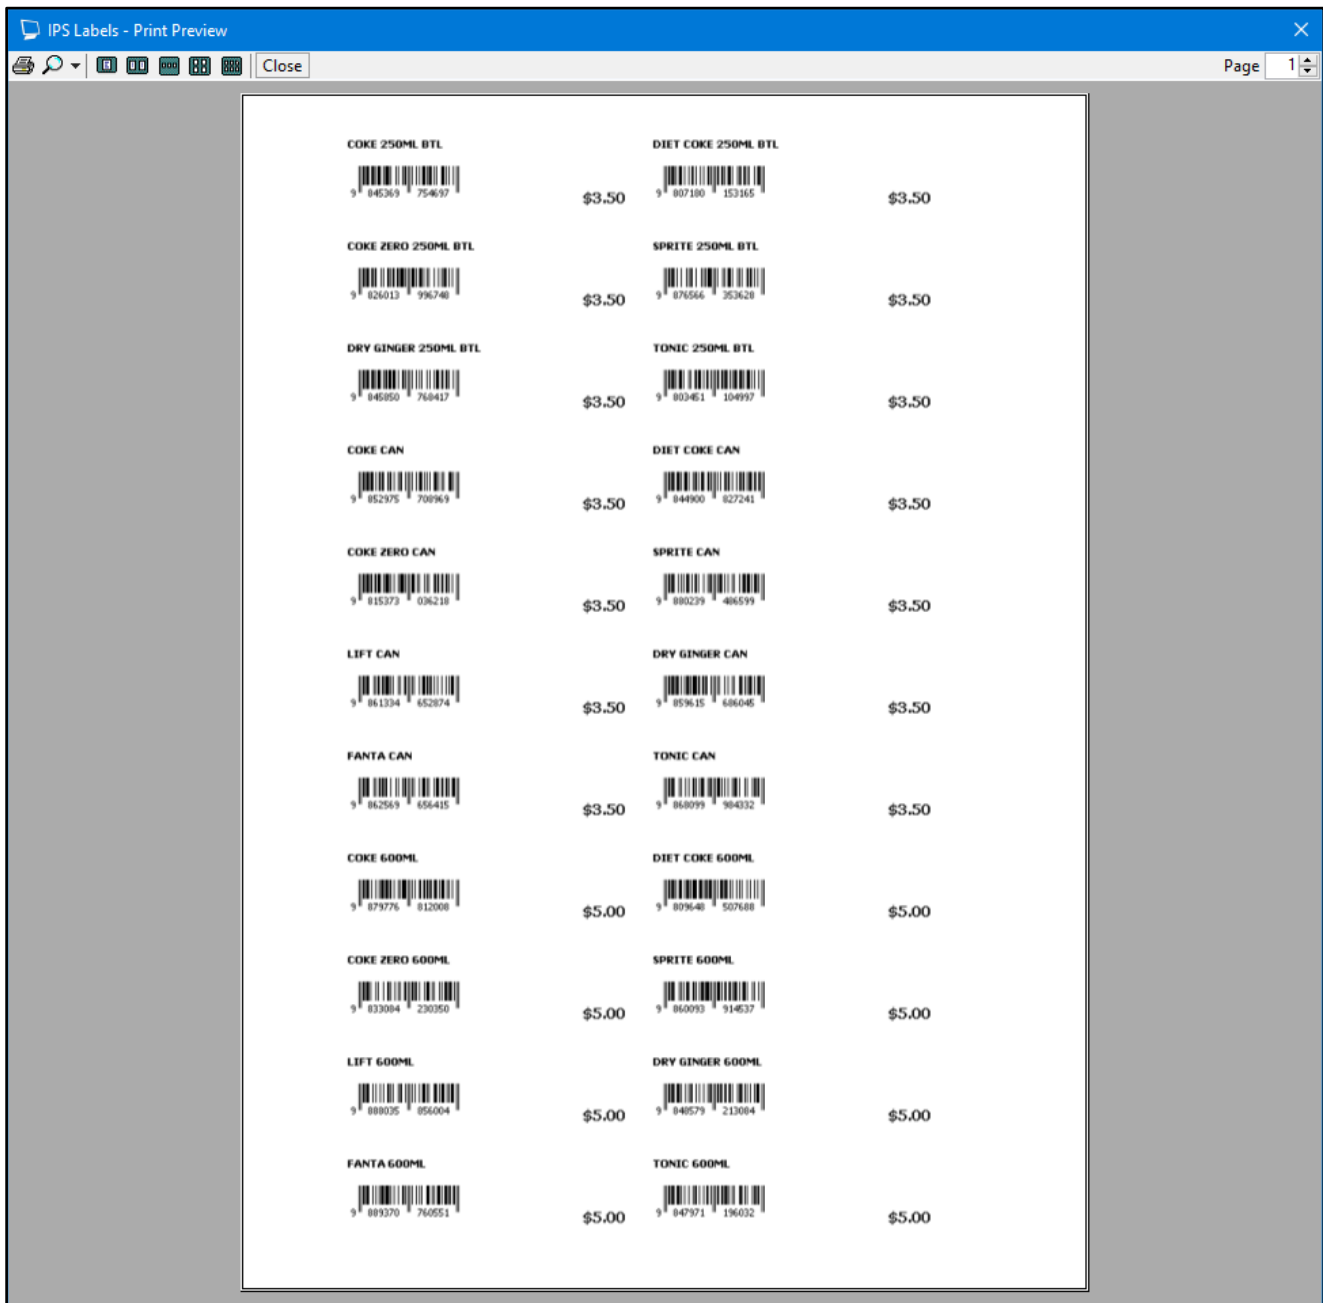 IPS Labels - Print Preview
Close
Page 1
COKE 250ML BTL
9 845369 754697
$3.50
DIET COKE 250ML BTL
9 807180 153165
$3.50
COKE ZERO 250ML BTL
9 826013 996748
$3.50
SPRITE 250ML BTL
9 876566 353628
$3.50
DRY GINGER 250ML BTL
9 845850 768417
$3.50
TONIC 250ML BTL
9 803451 104997
$3.50
COKE CAN
9 852975 708969
$3.50
DIET COKE CAN
9 844900 827241
$3.50
COKE ZERO CAN
9 815373 036218
$3.50
SPRITE CAN
9 880239 486599
$3.50
LIFT CAN
9 861334 652874
$3.50
DRY GINGER CAN
9 859615 686045
$3.50
FANTA CAN
9 862569 656415
$3.50
TONIC CAN
9 868099 984332
$3.50
COKE 600ML
9 879776 812008
$5.00
DIET COKE 600ML
9 809648 507688
$5.00
COKE ZERO 600ML
9 833084 230350
$5.00
SPRITE 600ML
9 860093 914537
$5.00
LIFT 600ML
9 888035 856004
$5.00
DRY GINGER 600ML
9 848579 213084
$5.00
FANTA 600ML
9 889370 760551
$5.00
TONIC 600ML
9 847971 196032
$5.00